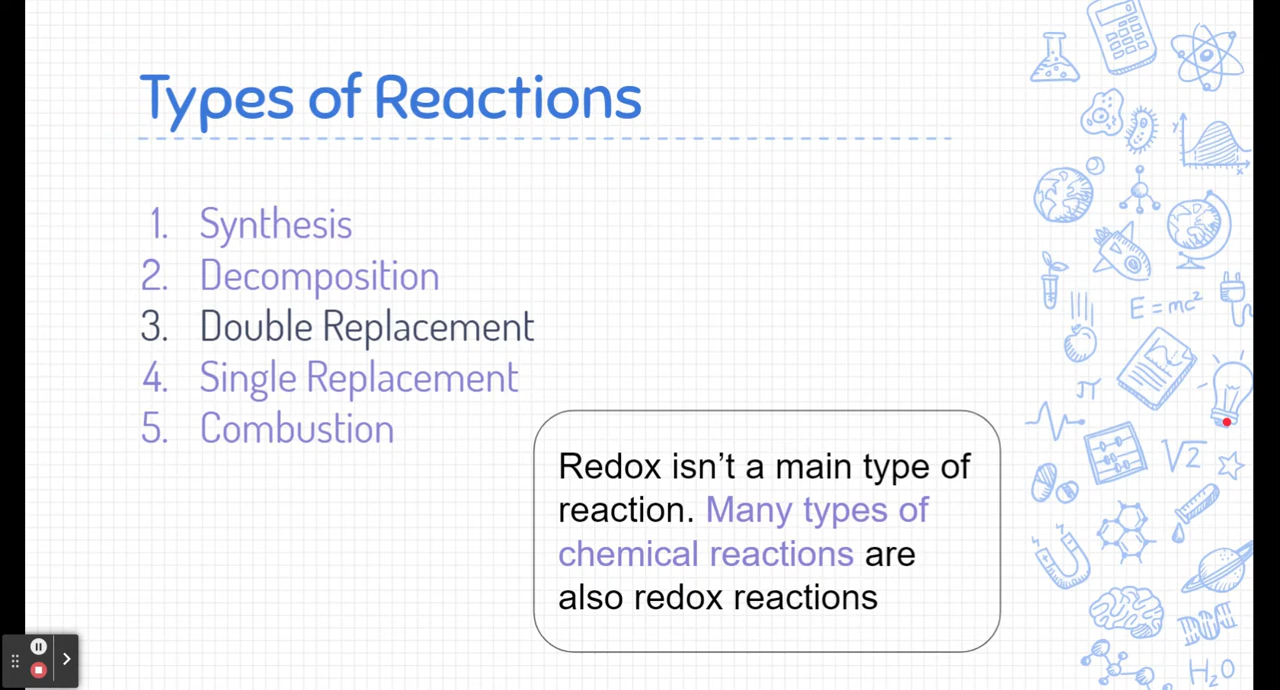 Types of Reactions
1. Synthesis
2. Decomposition
3. Double Replacement
4. Single Replacement
5. Combustion
Redox isn’t a main type of
reaction. Many types of
chemical reactions are
also redox reactions
y
x
E = mc²
π
√2
H₂O